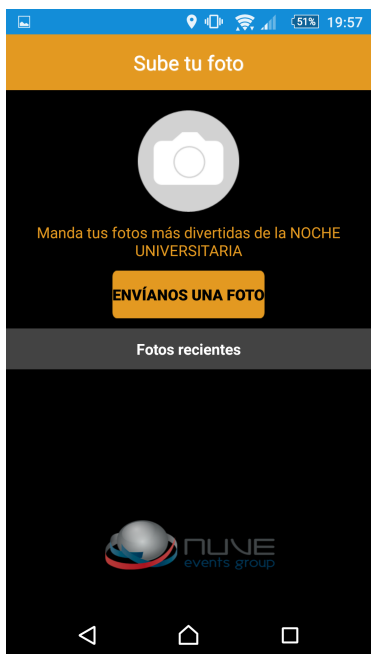 51% 19:57
Sube tu foto
Manda tus fotos más divertidas de la NOCHE
UNIVERSITARIA
ENVÍANOS UNA FOTO
Fotos recientes
NUVE
events group